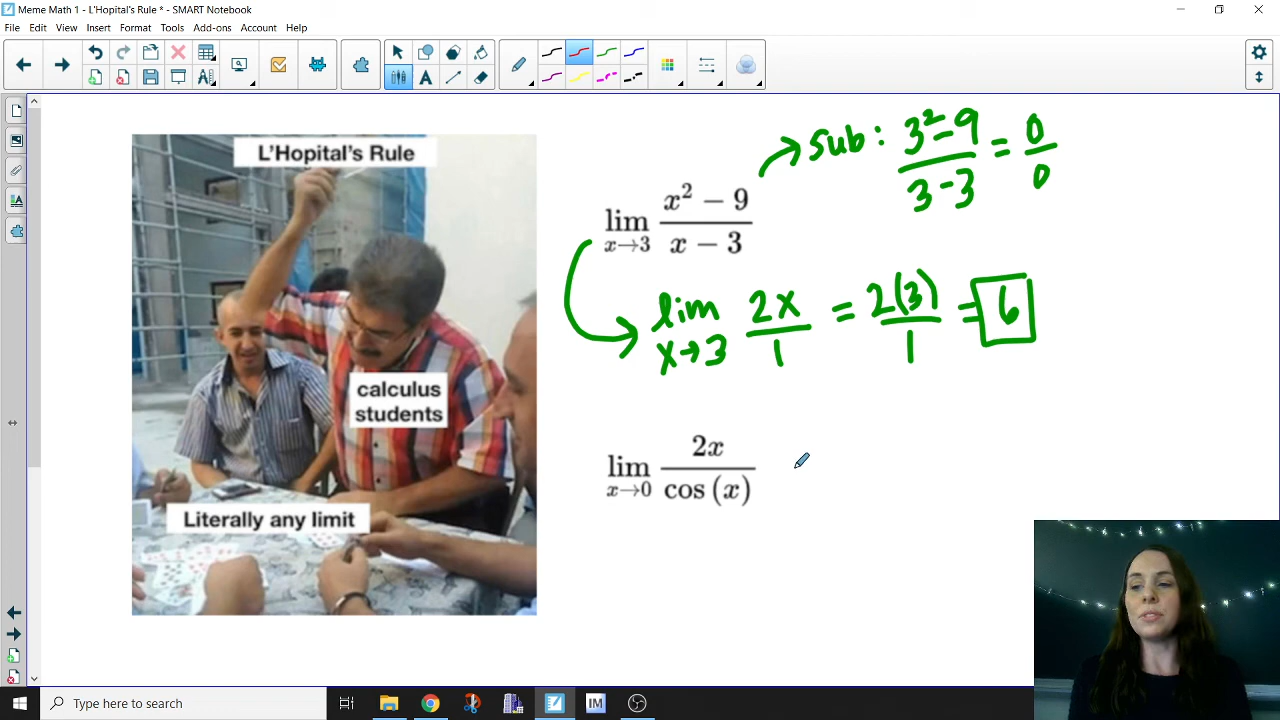 Meme Math 1 - L'Hopital's Rule * - SMART Notebook
File Edit View Insert Format Tools Add-ons Account Help
L'Hopital's Rule
calculus
students
Literally any limit
sub: 3²-9/3-3 = 0/0
lim x→3 x² − 9/x − 3
lim x→3 2x/1 = 2(3)/1 = 6
lim x→0 2x/cos (x)
Type here to search
IM